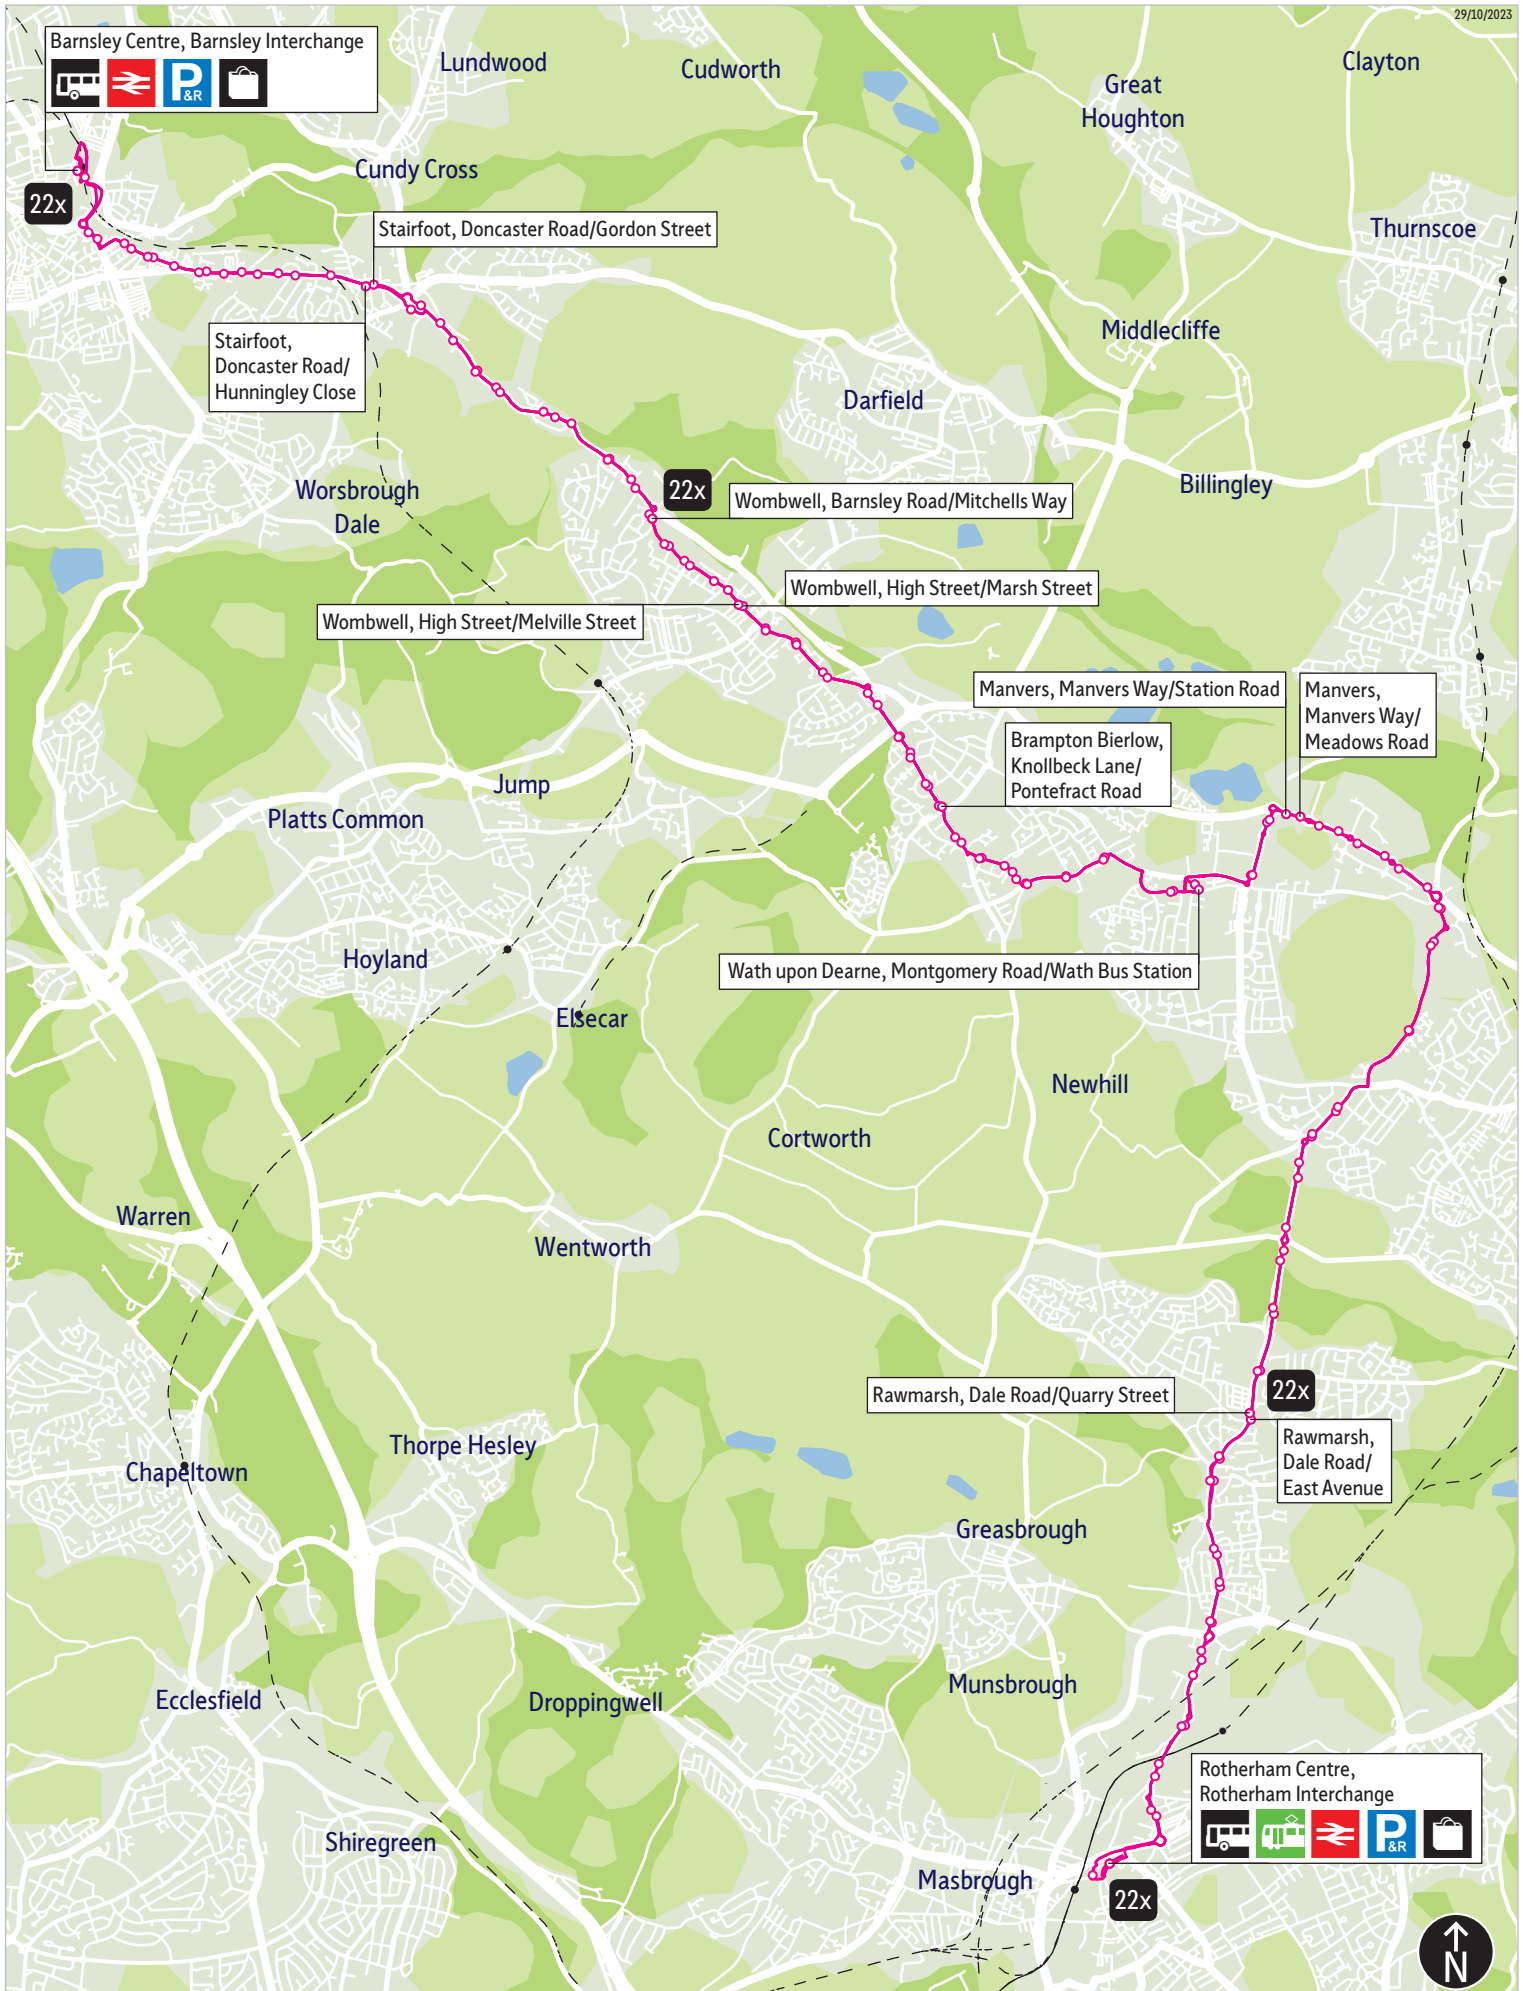 29/10/2023
Barnsley Centre, Barnsley Interchange
P
&R
Lundwood
Cudworth
Great
Houghton
Clayton
Cundy Cross
22x
Stairfoot, Doncaster Road/Gordon Street
Thurnscoe
Stairfoot,
Doncaster Road/
Hunningley Close
Middlecliffe
Darfield
Worsbrough
Dale
22x
Wombwell, Barnsley Road/Mitchells Way
Billingley
Wombwell, High Street/Marsh Street
Wombwell, High Street/Melville Street
Manvers, Manvers Way/Station Road
Manvers,
Manvers Way/
Meadows Road
Brampton Bierlow,
Knollbeck Lane/
Pontefract Road
Jump
Platts Common
Hoyland
Wath upon Dearne, Montgomery Road/Wath Bus Station
Elsecar
Newhill
Cortworth
Warren
Wentworth
Rawmarsh, Dale Road/Quarry Street
22x
Rawmarsh,
Dale Road/
East Avenue
Thorpe Hesley
Chapeltown
Greasbrough
Munsbrough
Ecclesfield
Droppingwell
Rotherham Centre,
Rotherham Interchange
P
&R
Shiregreen
Masbrough
22x
N